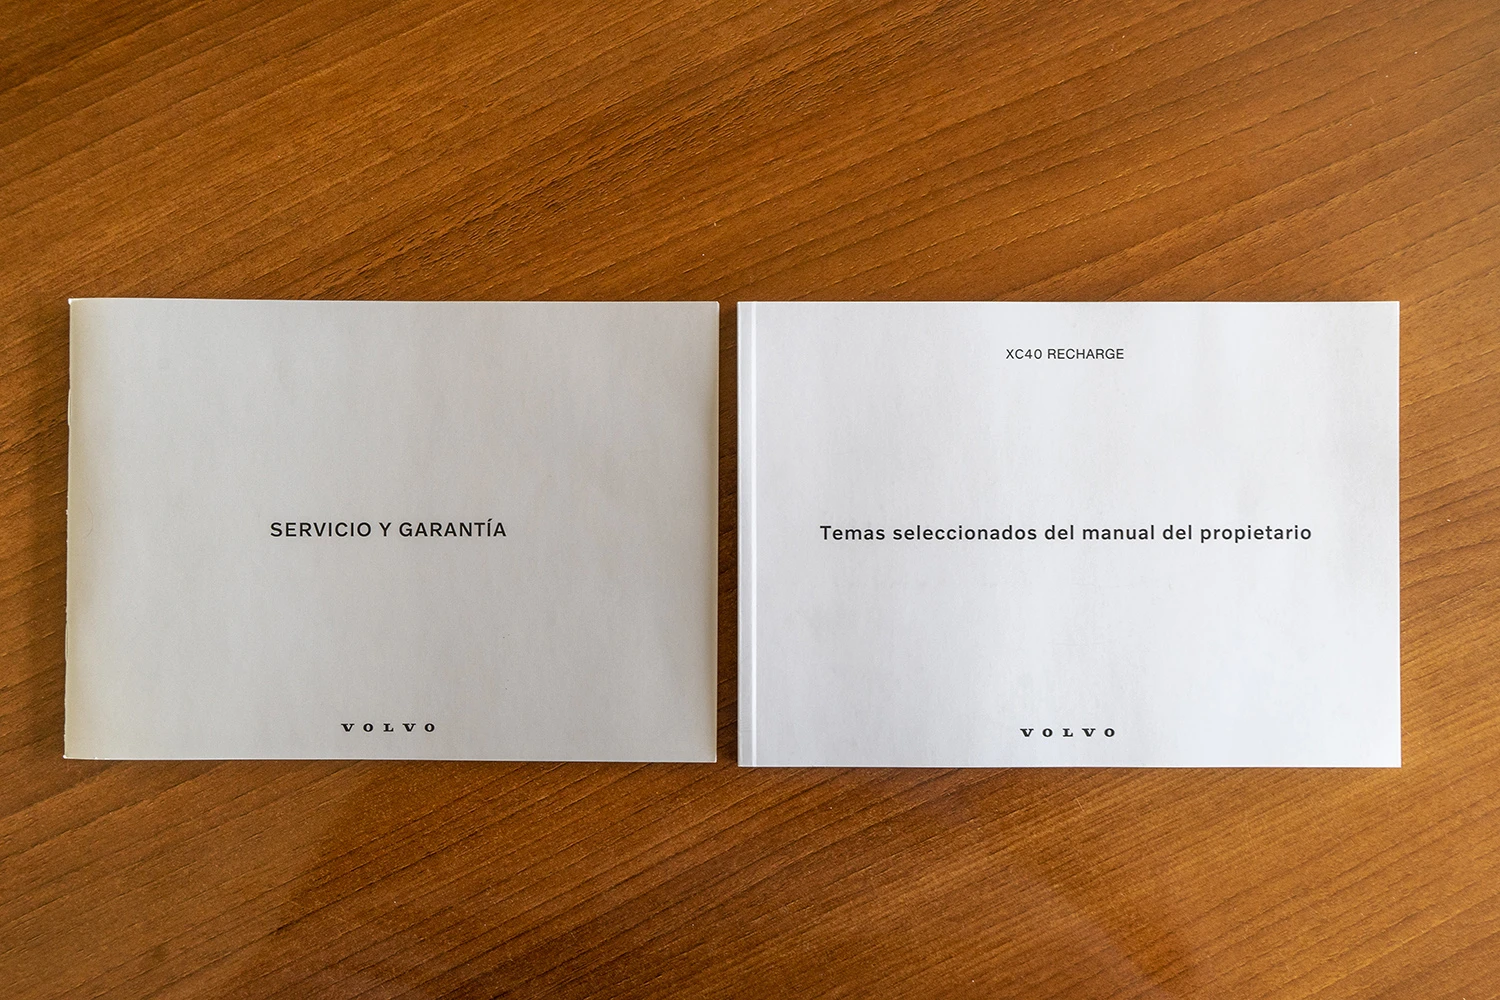 SERVICIO Y GARANTÍA
VOLVO
XC40 RECHARGE
Temas seleccionados del manual del propietario
VOLVO